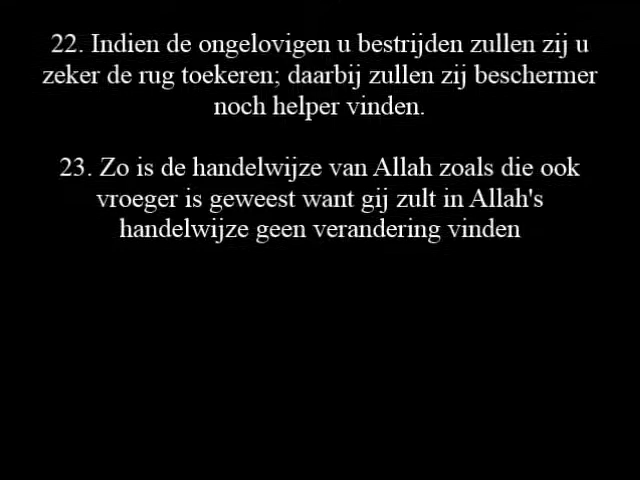 22. Indien de ongelovigen u bestrijden zullen zij u
zeker de rug toekeren; daarbij zullen zij beschermer
noch helper vinden.
23. Zo is de handelwijze van Allah zoals die ook
vroeger is geweest want gij zult in Allah's
handelwijze geen verandering vinden